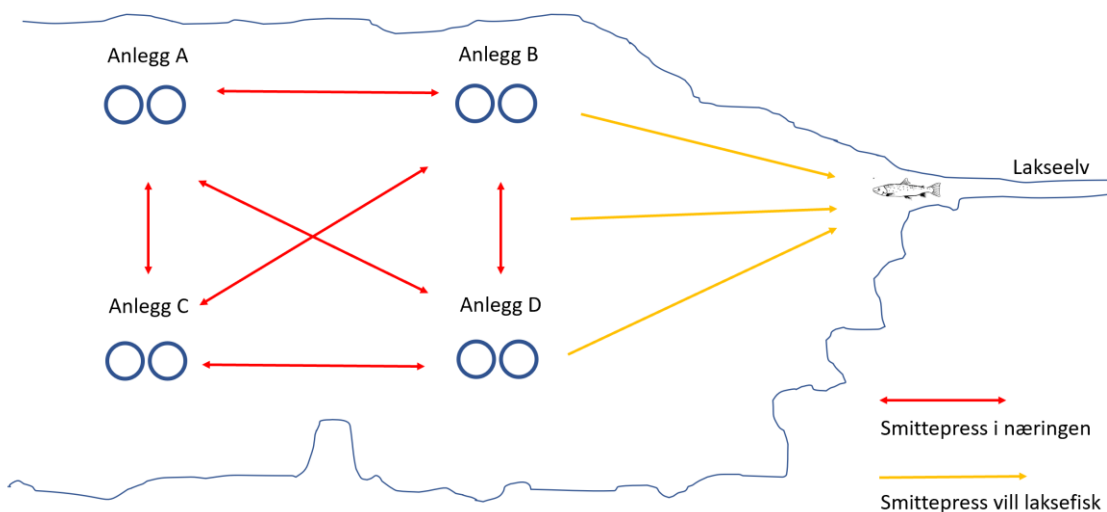 Anlegg A
Anlegg B
Lakseelv
Anlegg C
Anlegg D
Smittepress i næringen
Smittepress vill laksefisk